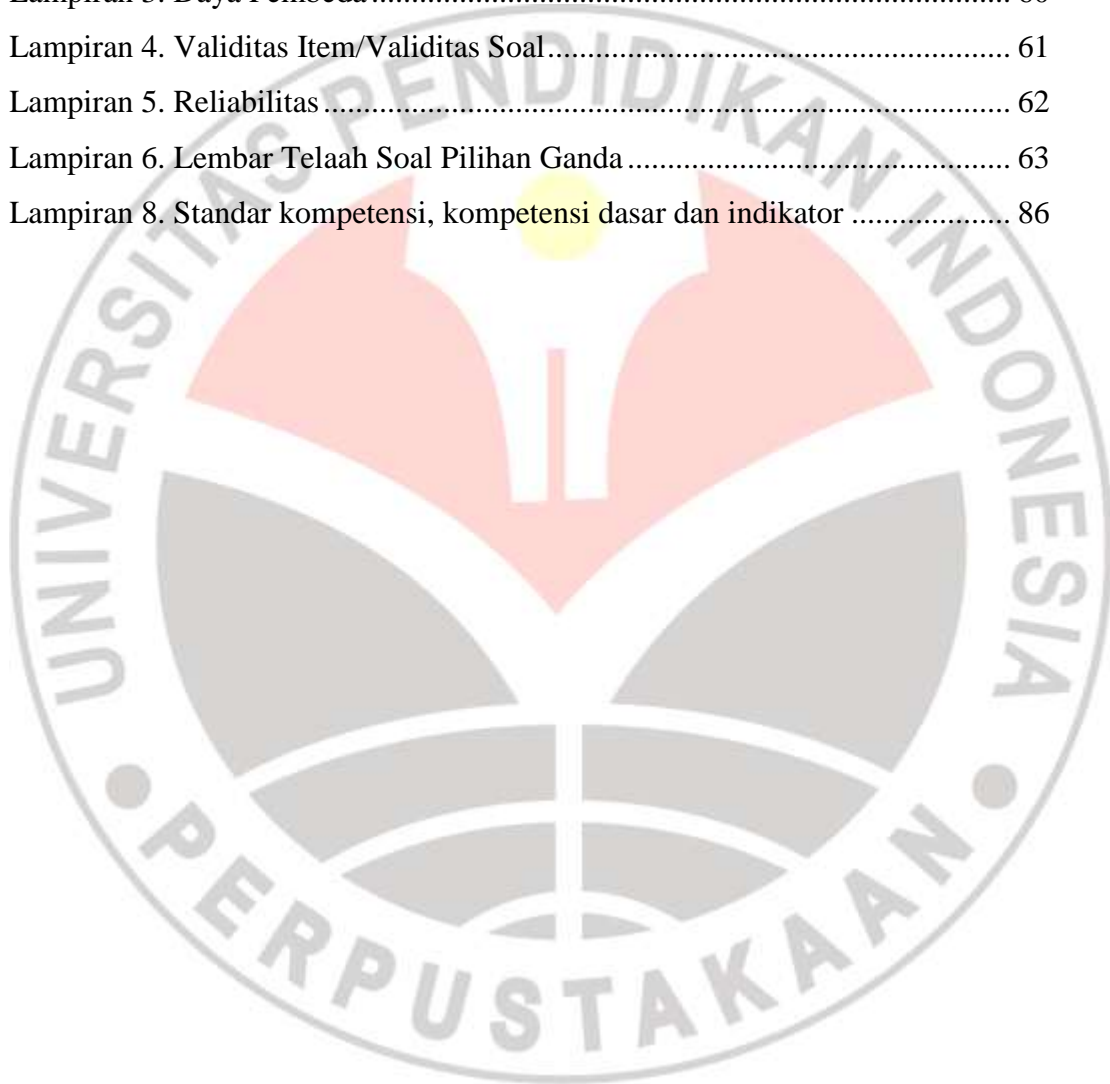 Lampiran 4. Validitas Item/Validitas Soal.................................................. 61
Lampiran 5. Reliabilitas.......................................................................... 62
Lampiran 6. Lembar Telaah Soal Pilihan Ganda......................................... 63
Lampiran 8. Standar kompetensi, kompetensi dasar dan indikator .................... 86
UNIVERSITAS PENDIDIKAN INDONESIA
PERPUSTAKAAN